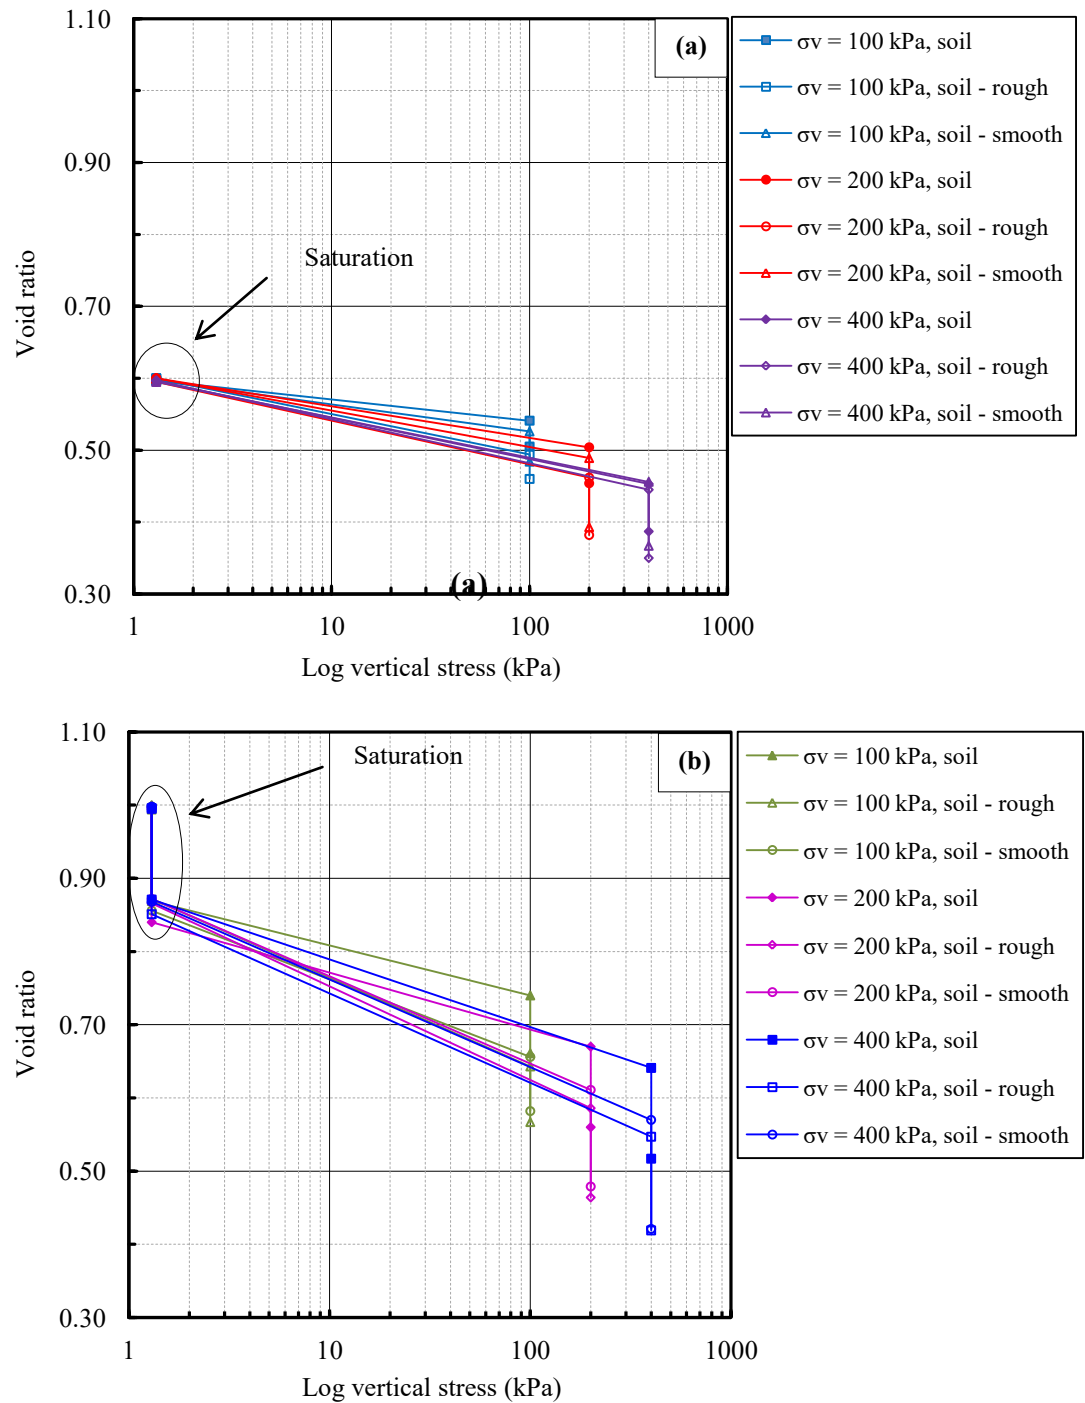 1.10
0.90
0.70
0.50
0.30
Void ratio
(a)
Saturation
(a)
1
10
100
1000
Log vertical stress (kPa)
σv = 100 kPa, soil
σv = 100 kPa, soil - rough
σv = 100 kPa, soil - smooth
σv = 200 kPa, soil
σv = 200 kPa, soil - rough
σv = 200 kPa, soil - smooth
σv = 400 kPa, soil
σv = 400 kPa, soil - rough
σv = 400 kPa, soil - smooth
1.10
0.90
0.70
0.50
0.30
Void ratio
Saturation
(b)
1
10
100
1000
Log vertical stress (kPa)
σv = 100 kPa, soil
σv = 100 kPa, soil - rough
σv = 100 kPa, soil - smooth
σv = 200 kPa, soil
σv = 200 kPa, soil - rough
σv = 200 kPa, soil - smooth
σv = 400 kPa, soil
σv = 400 kPa, soil - rough
σv = 400 kPa, soil - smooth